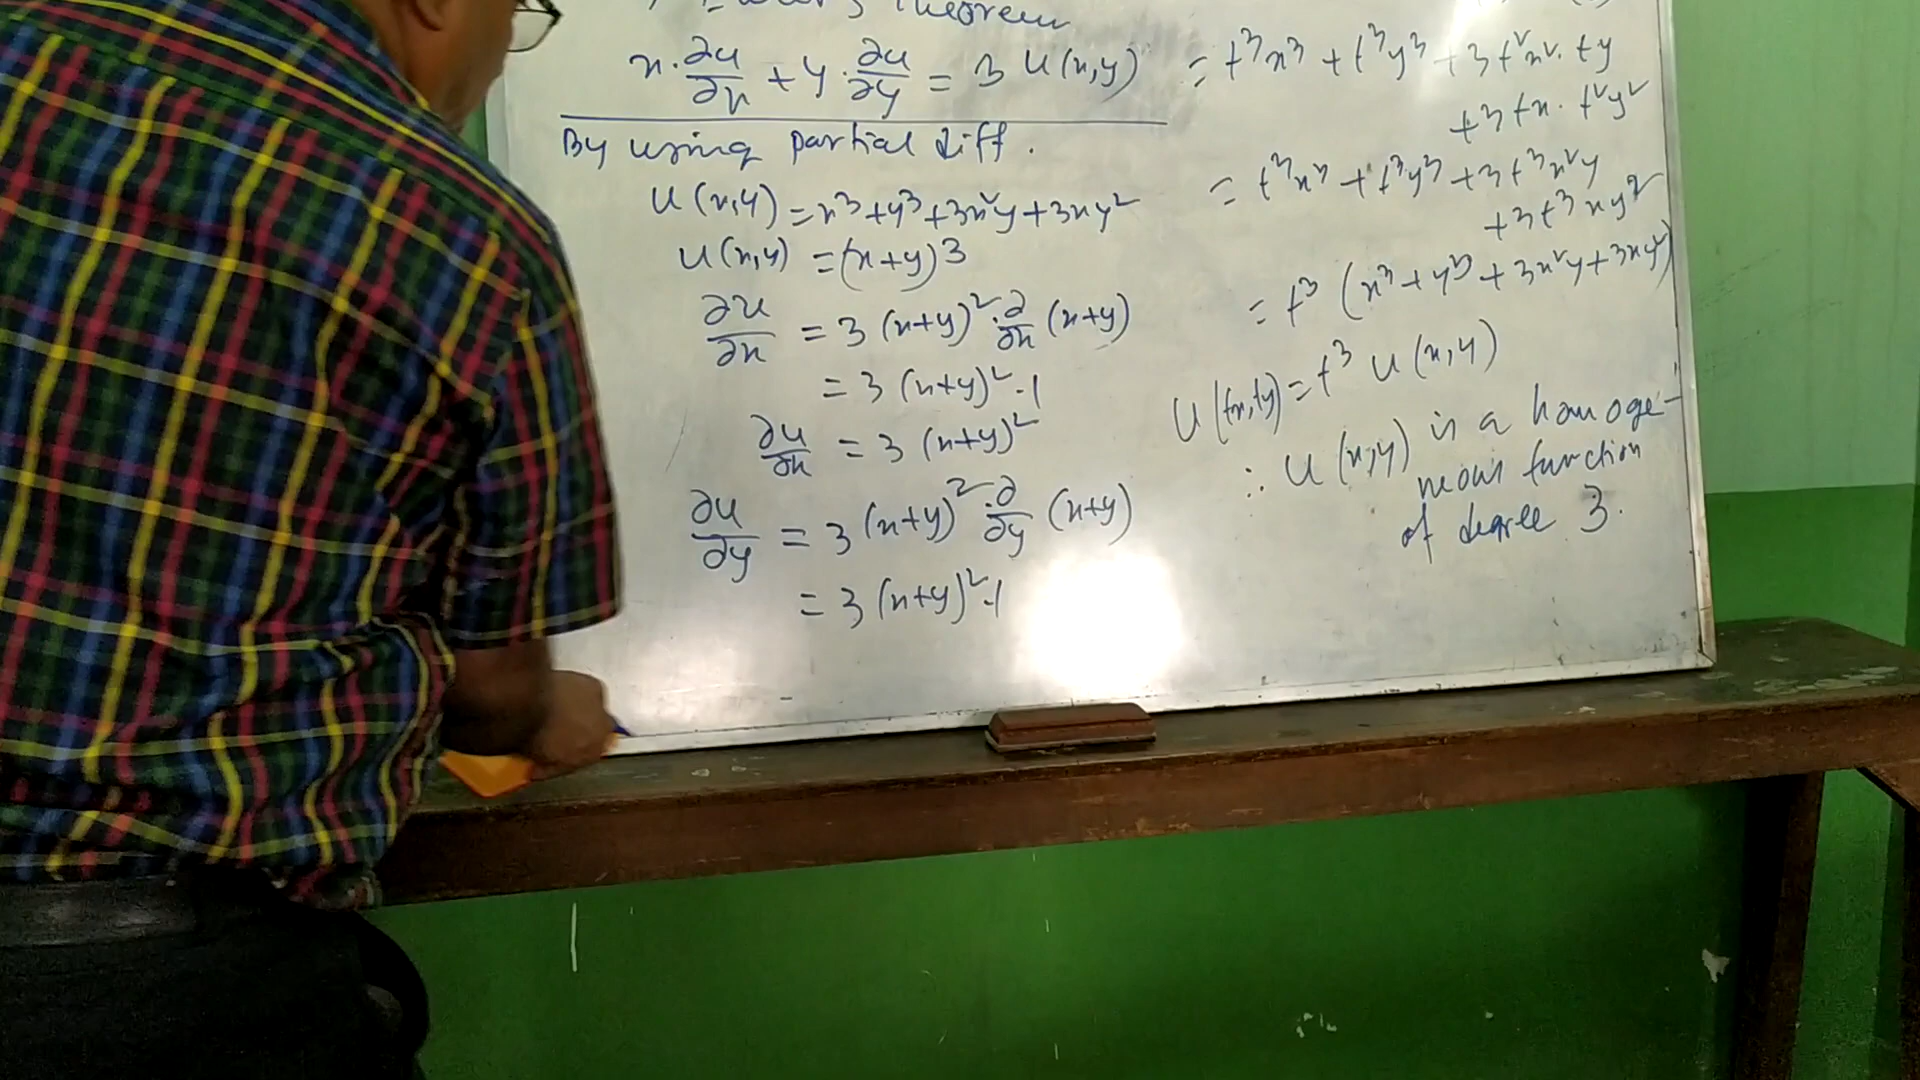 Theorem
x·∂u/∂x + y·∂u/∂y = 3 u(x,y)
By using partial diff.
u(x,y) = x³+y³+3x²y+3xy²
u(x,y) = (x+y)3
∂u/∂x = 3(x+y)²·∂/∂x (x+y)
= 3(x+y)²·1
∂u/∂x = 3(x+y)²
∂u/∂y = 3(x+y)²·∂/∂y (x+y)
= 3(x+y)²·1
= t³x³ + t³y³ + 3t²x²·ty
+3tx·t²y²
= t³x³ + t³y³ + 3t³x²y
+3t³xy²
= t³ (x³+y³+3x²y+3xy²)
u(tx,ty) = t³ u(x,y)
∴ u(x,y) is a homoge-
neous function
of degree 3.